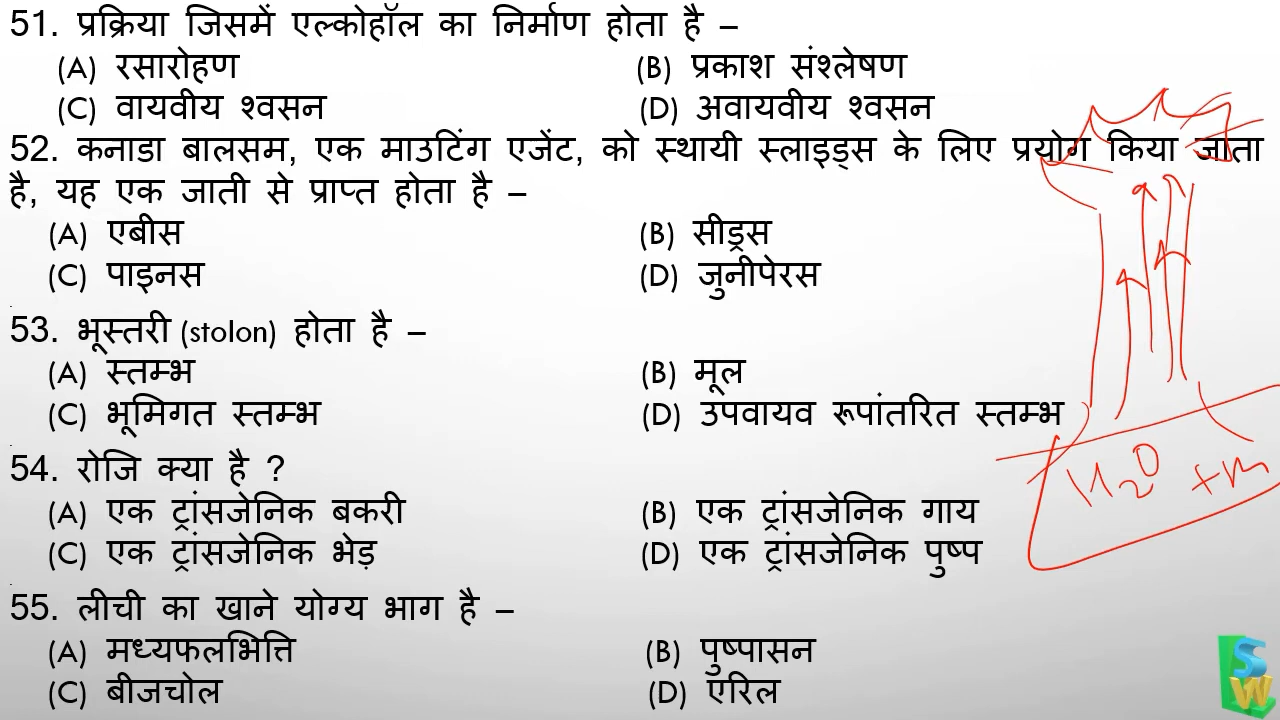 51. प्रक्रिया जिसमें एल्कोहॉल का निर्माण होता है –
(A) रसारोहण (B) प्रकाश संश्लेषण
(C) वायवीय श्वसन (D) अवायवीय श्वसन
52. कनाडा बालसम, एक माउटिंग एजेंट, को स्थायी स्लाइड्स के लिए प्रयोग किया जाता
है, यह एक जाती से प्राप्त होता है –
(A) एबीस (B) सीड्रस
(C) पाइनस (D) जुनीपेरस
53. भूस्तरी (stolon) होता है –
(A) स्तम्भ (B) मूल
(C) भूमिगत स्तम्भ (D) उपवायव रूपांतरित स्तम्भ
54. रोजि क्या है ?
(A) एक ट्रांसजेनिक बकरी (B) एक ट्रांसजेनिक गाय
(C) एक ट्रांसजेनिक भेड़ (D) एक ट्रांसजेनिक पुष्प
H2O + m
55. लीची का खाने योग्य भाग है –
(A) मध्यफलभित्ति (B) पुष्पासन
(C) बीजचोल (D) एरिल
SW